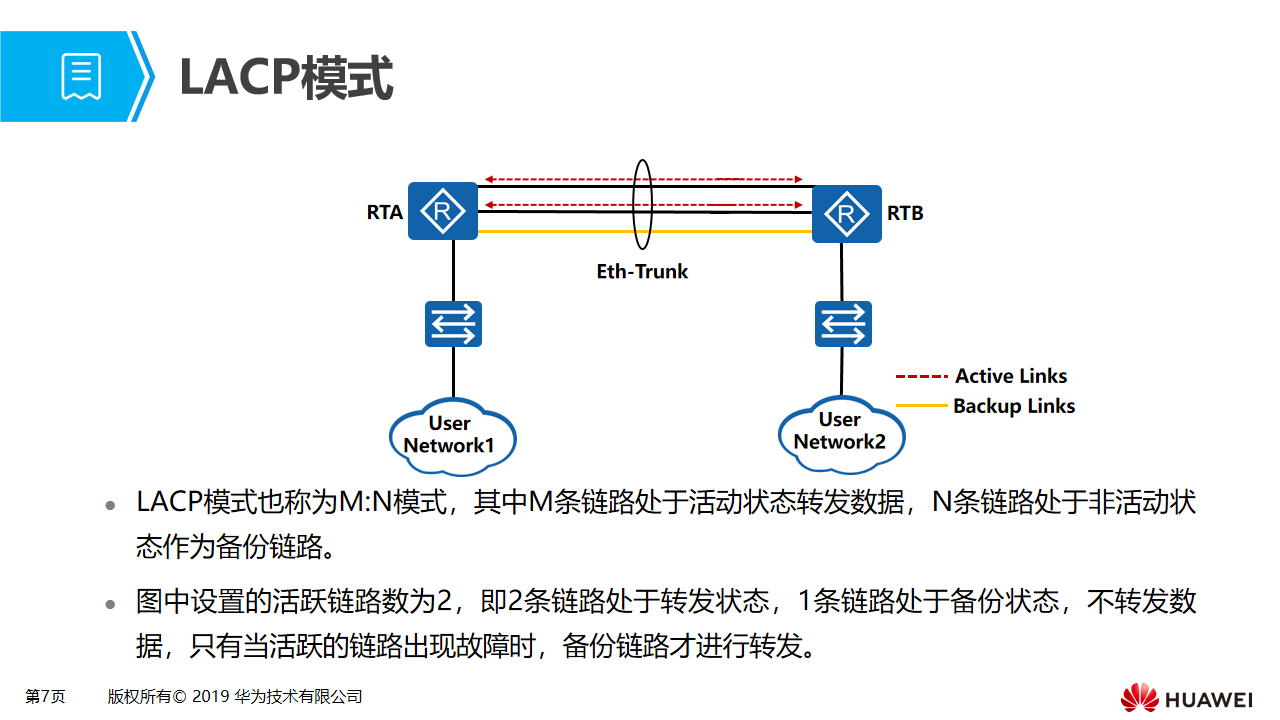 LACP模式
RTA
R
R
RTB
Eth-Trunk
Active Links
Backup Links
User
Network1
User
Network2
LACP模式也称为M:N模式，其中M条链路处于活动状态转发数据，N条链路处于非活动状
态作为备份链路。
图中设置的活跃链路数为2，即2条链路处于转发状态，1条链路处于备份状态，不转发数
据，只有当活跃的链路出现故障时，备份链路才进行转发。
第7页 版权所有© 2019 华为技术有限公司
HUAWEI